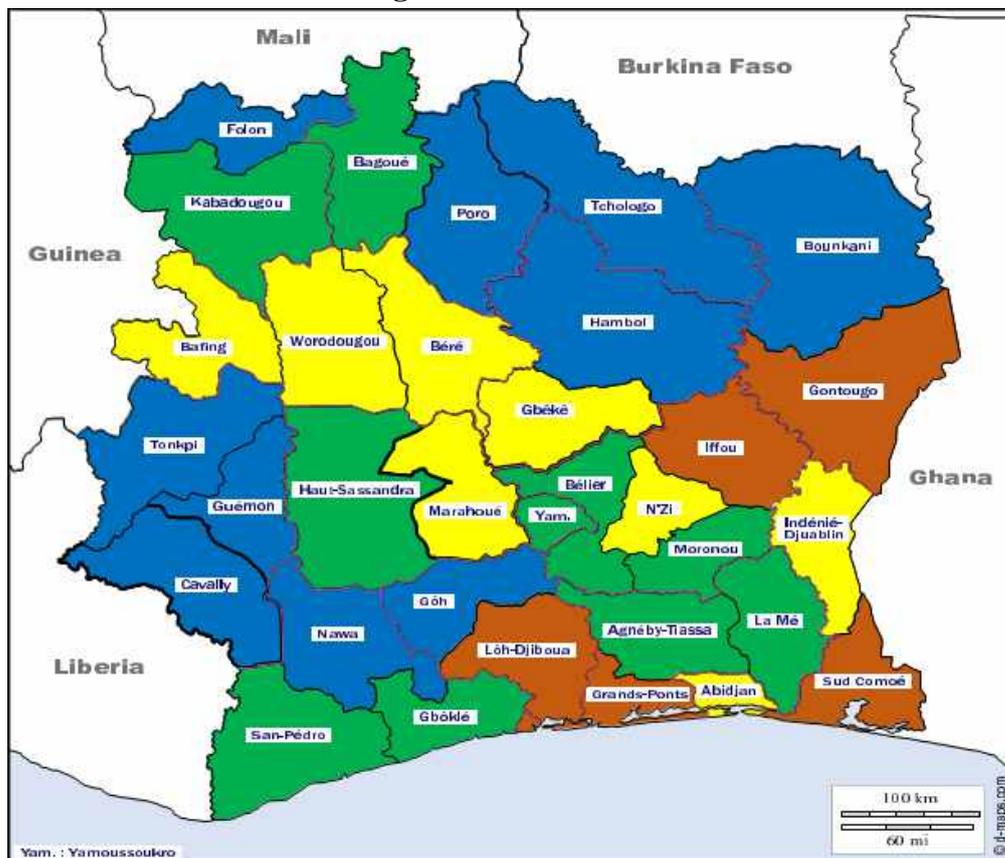 Mali
Burkina Faso
Folon
Bagoué
Kabadougou
Poro
Tchologo
Bounkani
Guinea
Hambol
Bafing
Worodougou
Béré
Gontougo
Gbêkê
Tonkpi
Iffou
Ghana
Haut-Sassandra
Bélier
Guémon
Marahoué
Yam.
N'Zi
Indénié-
Djuablin
Moronou
Cavally
Gôh
Nawa
La Mé
Agnéby-Tiassa
Lôh-Djiboua
Liberia
Sud Comoé
Grands-Ponts
Abidjan
Gbôklé
San-Pédro
100 km
60 mi
© d-maps.com
Yam. : Yamoussoukro